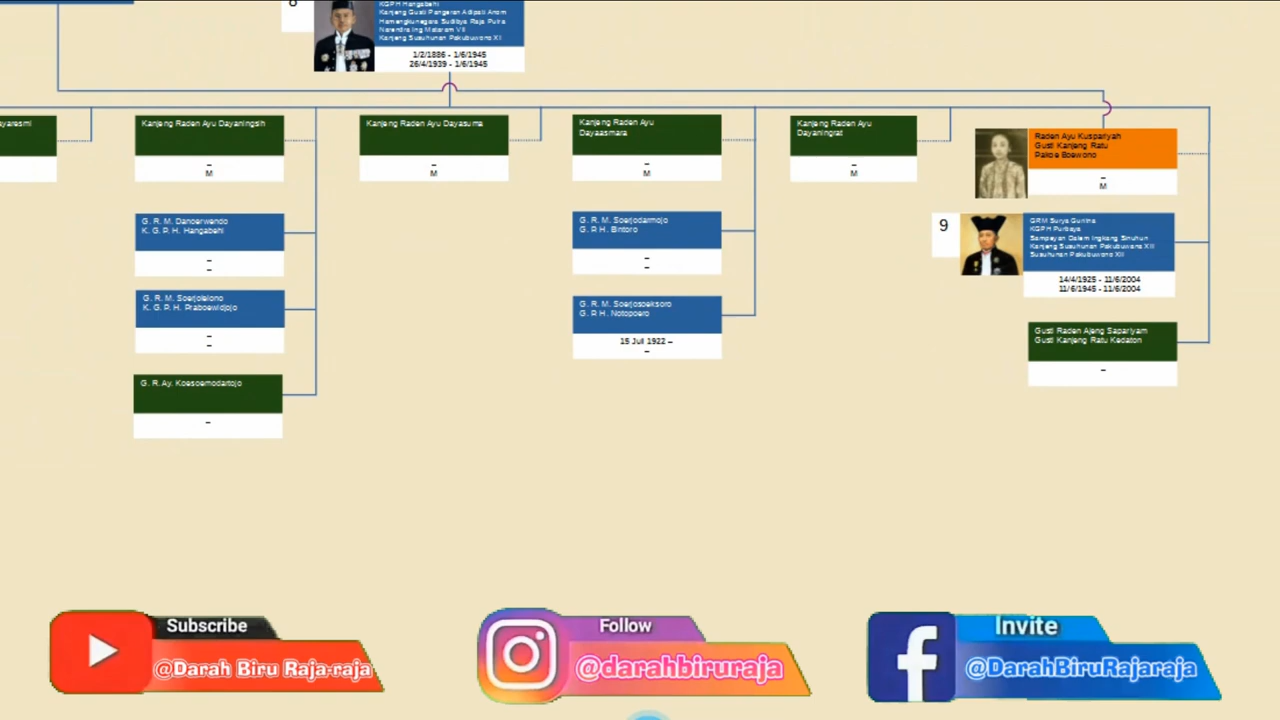 8
KGPH Hangabehi
Kanjeng Gusti Pangeran Adipati Anom
Hamengkunegara Sudibya Raja Putra
Narendra ing Mataram VII
Kanjeng Susuhunan Pakubuwono XI
1/2/1886 - 1/6/1945
26/4/1939 - 1/6/1945
ayaresmi
Kanjeng Raden Ayu Dayaningsih
–
M
G. R. M. Danoerwendo
K. G. P. H. Hangabehi
–
–
G. R. M. Soerjolelono
K. G. P. H. Praboewidjojo
–
–
G. R. Ay. Koesoemodartojo
–
Kanjeng Raden Ayu Dayasuma
–
M
Kanjeng Raden Ayu
Dayaasmara
–
M
G. R. M. Soerjodarmojo
G. P. H. Bintoro
–
–
G. R. M. Soerjosoeksoro
G. P. H. Notopoero
15 Juli 1922 –
–
Kanjeng Raden Ayu
Dayaningrat
–
M
Raden Ayu Kuspariyah
Gusti Kanjeng Ratu
Pakoe Boewono
–
M
9
GRM Surya Guritna
KGPH Purbaya
Sampeyan Dalem Ingkang Sinuhun
Kanjeng Susuhunan Pakubuwana XII
Susuhunan Pakubuwono XII
14/4/1925 - 11/6/2004
11/6/1945 - 11/6/2004
Gusti Raden Ajeng Sapariyam
Gusti Kanjeng Ratu Kedaton
–
Subscribe
@Darah Biru Raja-raja
Follow
@darahbiruraja
Invite
@DarahBiruRajaraja